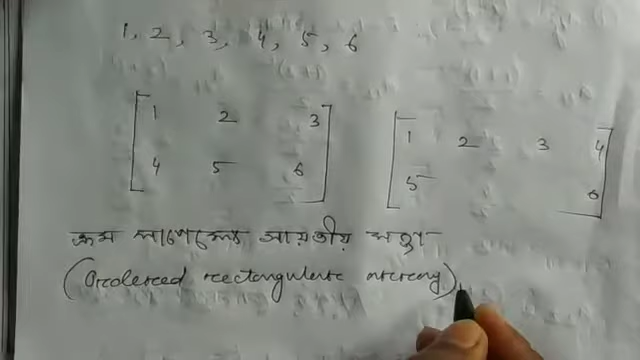 1, 2, 3, 4, 5, 6
1 2 3
4 5 6
1 2 3 4
5 6
ক্রম আয়তীয়
(Ordered rectangular array)